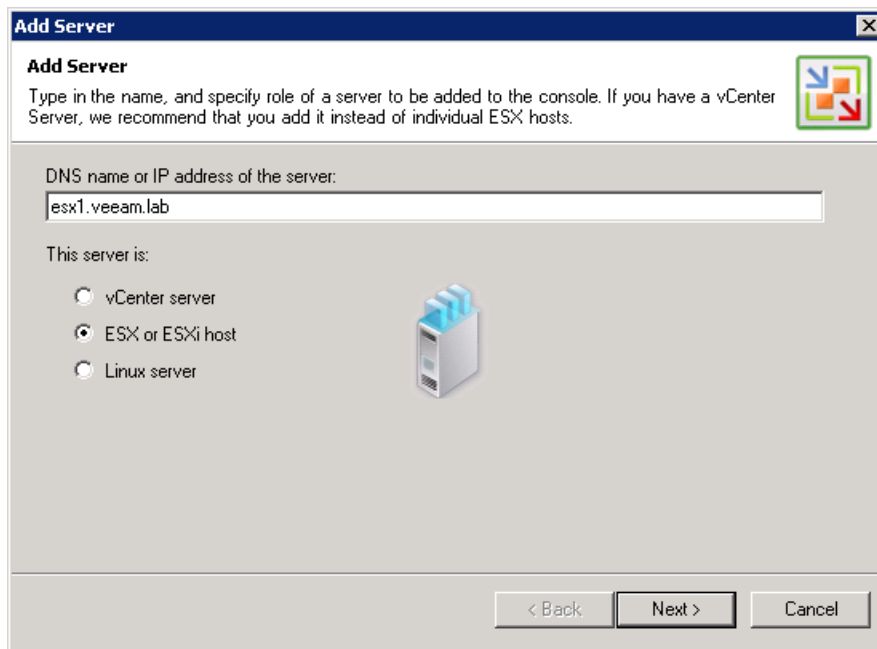 Add Server
Add Server
Type in the name, and specify role of a server to be added to the console. If you have a vCenter
Server, we recommend that you add it instead of individual ESX hosts.
DNS name or IP address of the server:
esx1.veeam.lab
This server is:
vCenter server
ESX or ESXi host
Linux server
< Back Next > Cancel